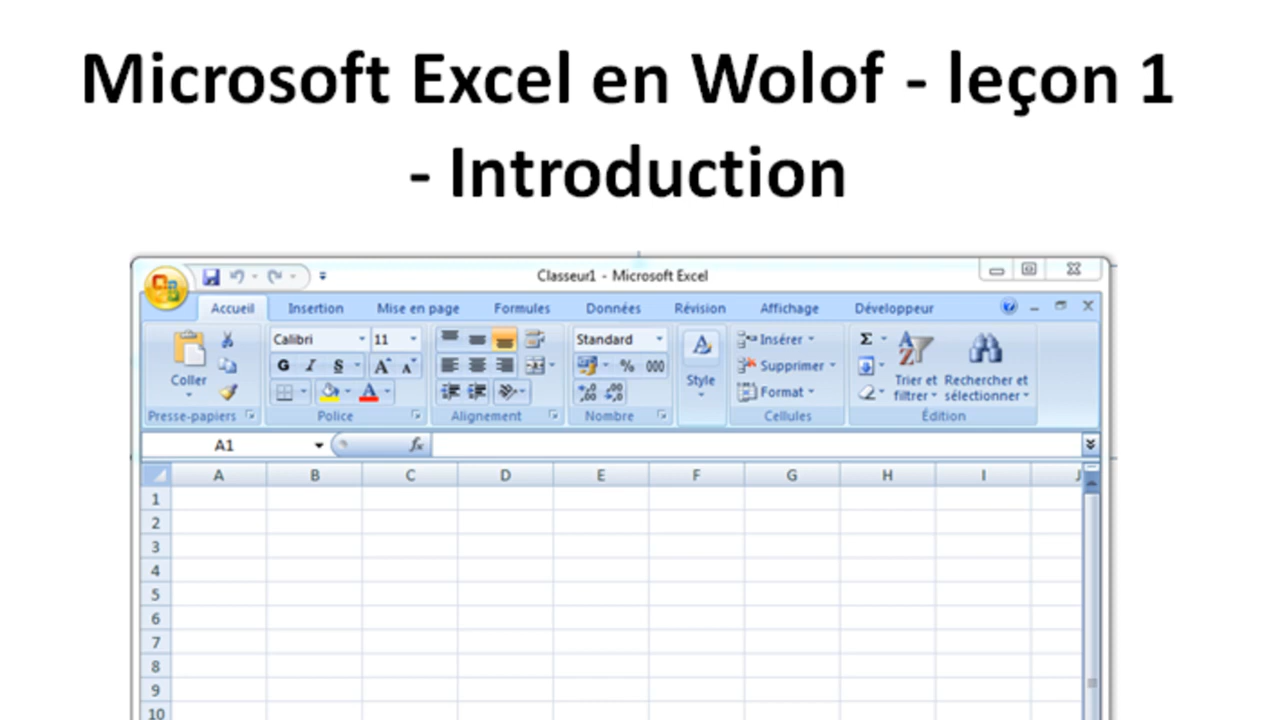 Microsoft Excel en Wolof - leçon 1
- Introduction
Classeur1 - Microsoft Excel
Accueil Insertion Mise en page Formules Données Révision Affichage Développeur
Calibri 11 Standard Insérer Σ
Coller G I S A A % 000 Style Supprimer Trier et filtrer Rechercher et sélectionner
A Format
Presse-papiers Police Alignement Nombre Cellules Édition
A1 fx
A B C D E F G H I J
1
2
3
4
5
6
7
8
9
10